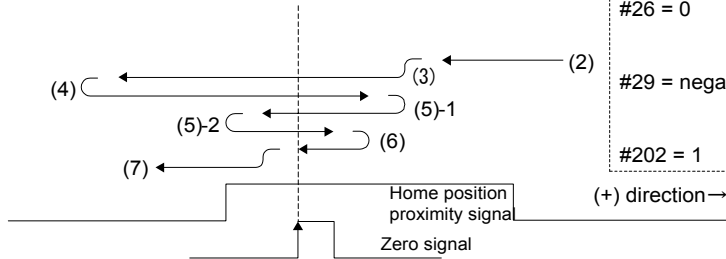 #26 = 0
(2)
(3)
(4)
#29 = nega
(5)-1
(5)-2
(6)
#202 = 1
(7)
Home position
proximity signal
(+) direction→
Zero signal